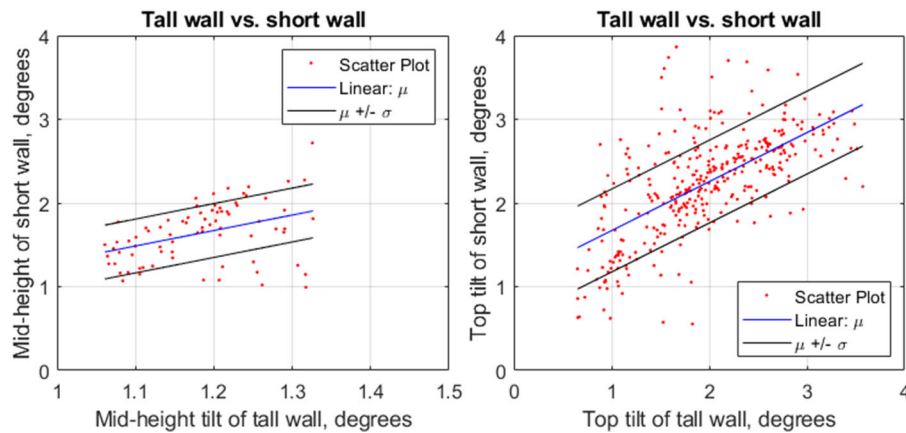 Tall wall vs. short wall
Mid-height of short wall, degrees
4
3
2
1
0
Scatter Plot
Linear: μ
μ +/- σ
1
1.1
1.2
1.3
1.4
1.5
Mid-height tilt of tall wall, degrees
Tall wall vs. short wall
Top tilt of short wall, degrees
4
3
2
1
0
Scatter Plot
Linear: μ
μ +/- σ
0
1
2
3
4
Top tilt of tall wall, degrees